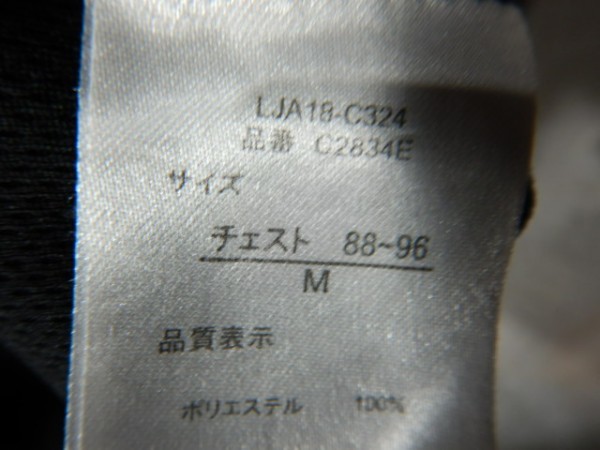 LJA18-C324
品番 C2834E
サイズ
チェスト 88~96
M
品質表示
ポリエステル 100%